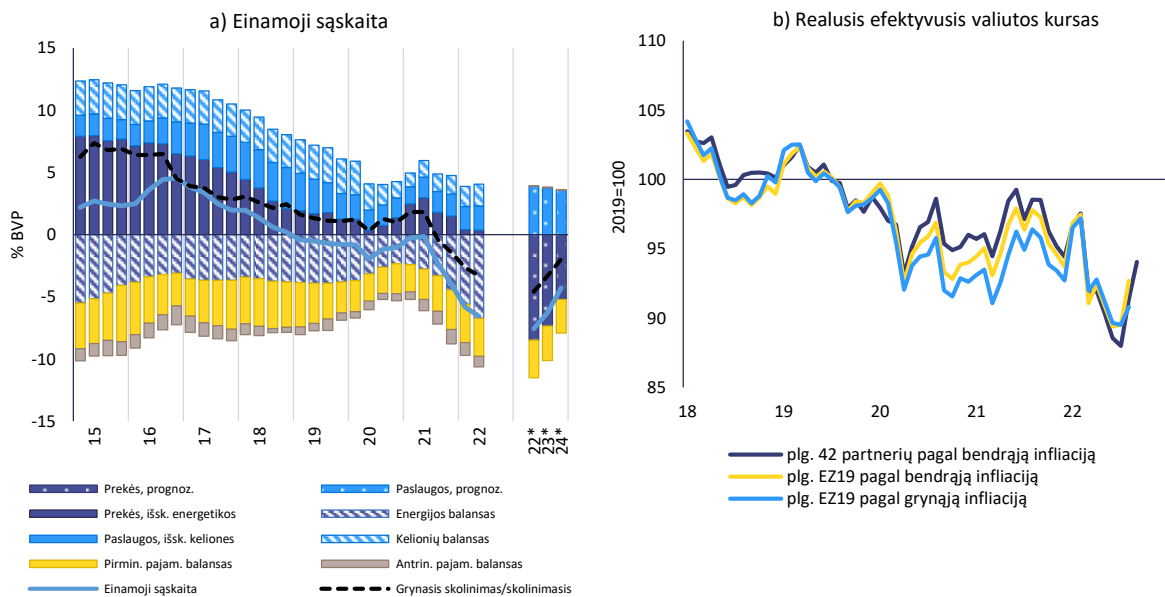 a) Einamoji sąskaita
% BVP
15
10
5
0
-5
-10
-15
15
16
17
18
19
20
21
22
22*
23*
24*
Prekės, prognoz.
Paslaugos, prognoz.
Prekės, išsk. energetikos
Energijos balansas
Paslaugos, išsk. keliones
Kelionių balansas
Pirmin. pajam. balansas
Antrin. pajam. balansas
Einamoji sąskaita
Grynasis skolinimas/skolinimasis
b) Realusis efektyvusis valiutos kursas
2019=100
110
105
100
95
90
85
18
19
20
21
22
plg. 42 partnerių pagal bendrąją infliaciją
plg. EZ19 pagal bendrąją infliaciją
plg. EZ19 pagal grynąją infliaciją